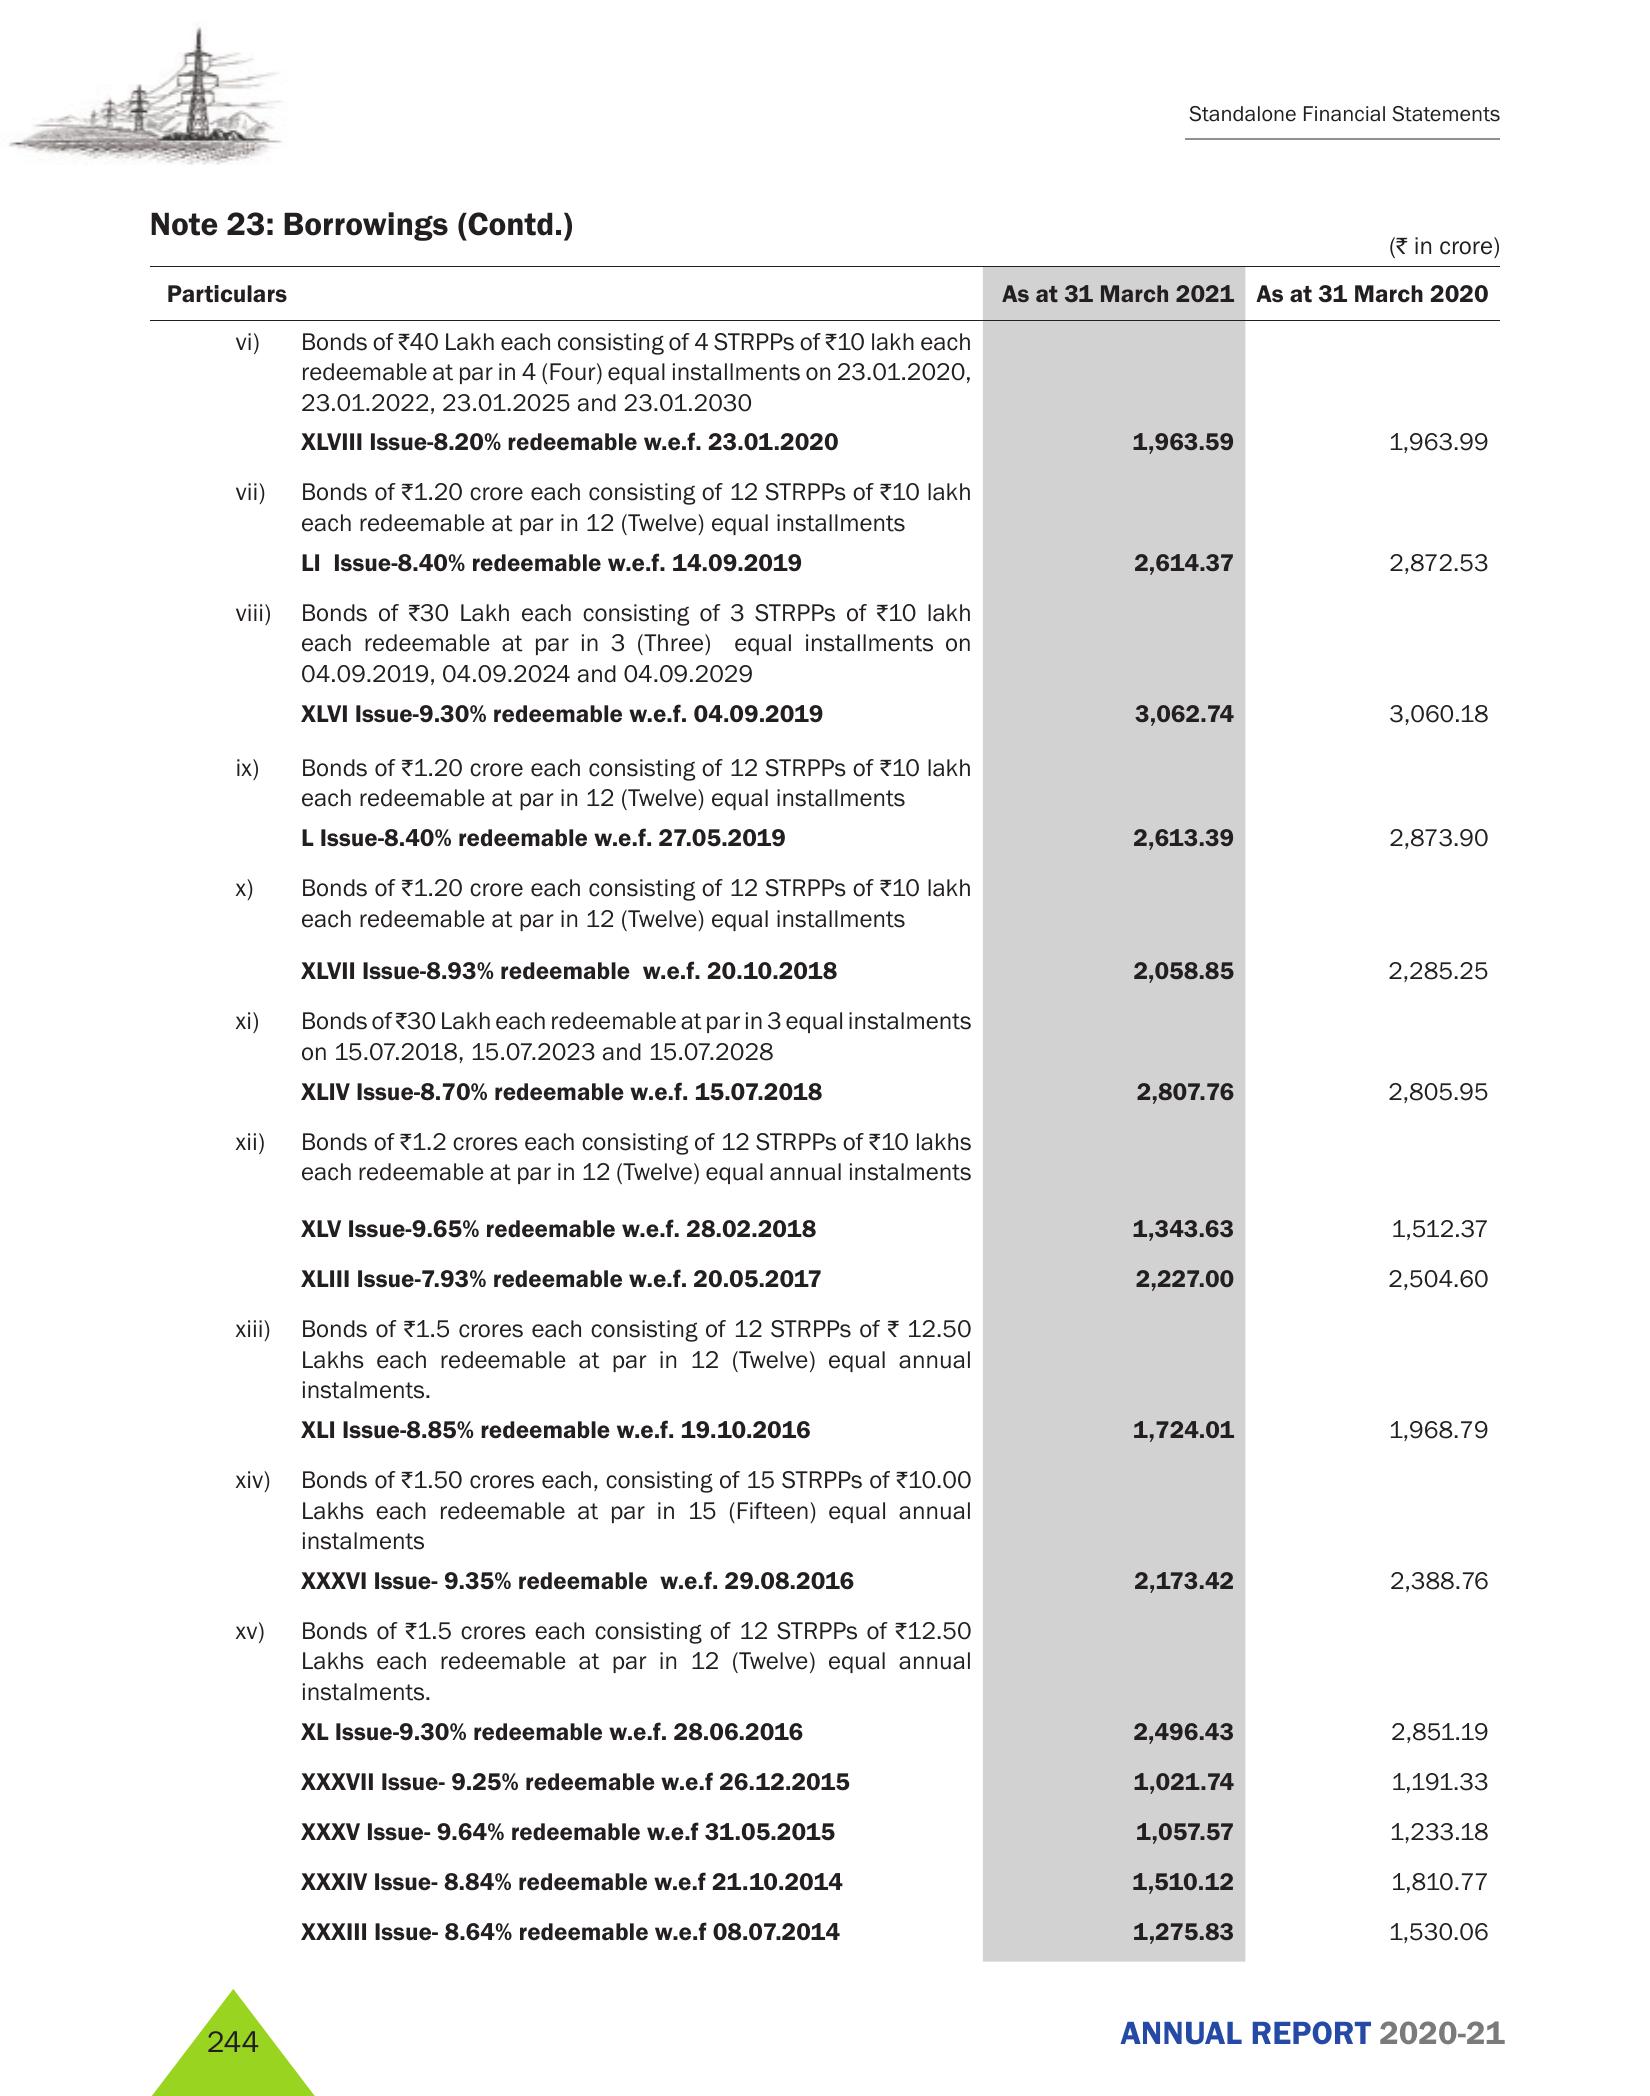 Standalone Financial Statements
Note 23: Borrowings (Contd.)
(₹ in crore)
Particulars As at 31 March 2021 As at 31 March 2020
vi) Bonds of ₹40 Lakh each consisting of 4 STRPPs of ₹10 lakh each
redeemable at par in 4 (Four) equal installments on 23.01.2020,
23.01.2022, 23.01.2025 and 23.01.2030
XLVIII Issue-8.20% redeemable w.e.f. 23.01.2020 1,963.59 1,963.99
vii) Bonds of ₹1.20 crore each consisting of 12 STRPPs of ₹10 lakh
each redeemable at par in 12 (Twelve) equal installments
LI Issue-8.40% redeemable w.e.f. 14.09.2019 2,614.37 2,872.53
viii) Bonds of ₹30 Lakh each consisting of 3 STRPPs of ₹10 lakh
each redeemable at par in 3 (Three) equal installments on
04.09.2019, 04.09.2024 and 04.09.2029
XLVI Issue-9.30% redeemable w.e.f. 04.09.2019 3,062.74 3,060.18
ix) Bonds of ₹1.20 crore each consisting of 12 STRPPs of ₹10 lakh
each redeemable at par in 12 (Twelve) equal installments
L Issue-8.40% redeemable w.e.f. 27.05.2019 2,613.39 2,873.90
x) Bonds of ₹1.20 crore each consisting of 12 STRPPs of ₹10 lakh
each redeemable at par in 12 (Twelve) equal installments
XLVII Issue-8.93% redeemable w.e.f. 20.10.2018 2,058.85 2,285.25
xi) Bonds of ₹30 Lakh each redeemable at par in 3 equal instalments
on 15.07.2018, 15.07.2023 and 15.07.2028
XLIV Issue-8.70% redeemable w.e.f. 15.07.2018 2,807.76 2,805.95
xii) Bonds of ₹1.2 crores each consisting of 12 STRPPs of ₹10 lakhs
each redeemable at par in 12 (Twelve) equal annual instalments
XLV Issue-9.65% redeemable w.e.f. 28.02.2018 1,343.63 1,512.37
XLIII Issue-7.93% redeemable w.e.f. 20.05.2017 2,227.00 2,504.60
xiii) Bonds of ₹1.5 crores each consisting of 12 STRPPs of ₹ 12.50
Lakhs each redeemable at par in 12 (Twelve) equal annual
instalments.
XLI Issue-8.85% redeemable w.e.f. 19.10.2016 1,724.01 1,968.79
xiv) Bonds of ₹1.50 crores each, consisting of 15 STRPPs of ₹10.00
Lakhs each redeemable at par in 15 (Fifteen) equal annual
instalments
XXXVI Issue- 9.35% redeemable w.e.f. 29.08.2016 2,173.42 2,388.76
xv) Bonds of ₹1.5 crores each consisting of 12 STRPPs of ₹12.50
Lakhs each redeemable at par in 12 (Twelve) equal annual
instalments.
XL Issue-9.30% redeemable w.e.f. 28.06.2016 2,496.43 2,851.19
XXXVII Issue- 9.25% redeemable w.e.f 26.12.2015 1,021.74 1,191.33
XXXV Issue- 9.64% redeemable w.e.f 31.05.2015 1,057.57 1,233.18
XXXIV Issue- 8.84% redeemable w.e.f 21.10.2014 1,510.12 1,810.77
XXXIII Issue- 8.64% redeemable w.e.f 08.07.2014 1,275.83 1,530.06
244
ANNUAL REPORT 2020-21